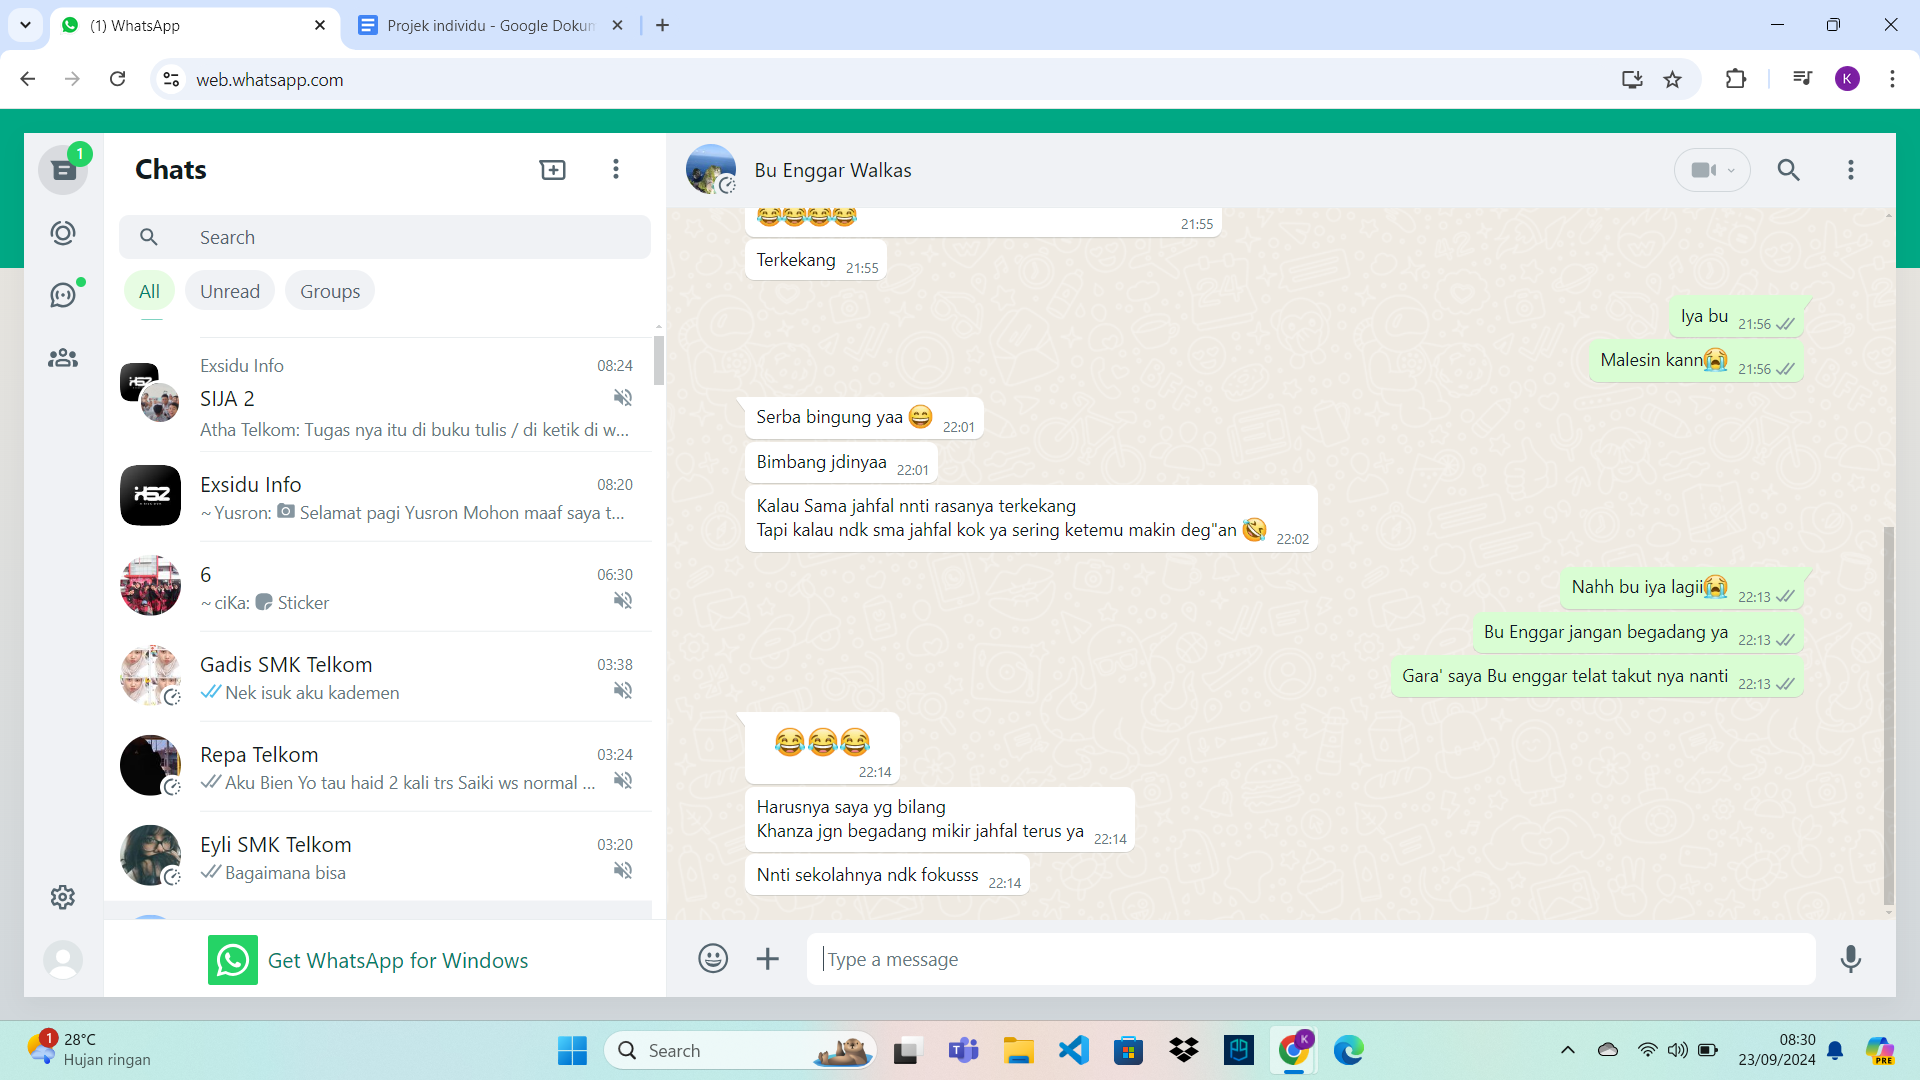 (1) WhatsApp
Projek individu - Google Dokum
web.whatsapp.com
K
1
Chats
Search
All
Unread
Groups
Exsidu Info
08:24
SIJA 2
Atha Telkom: Tugas nya itu di buku tulis / di ketik di w...
Exsidu Info
08:20
~ Yusron: Selamat pagi Yusron Mohon maaf saya t...
6
06:30
~ ciKa: Sticker
Gadis SMK Telkom
03:38
Nek isuk aku kademen
Repa Telkom
03:24
Aku Bien Yo tau haid 2 kali trs Saiki ws normal ...
Eyli SMK Telkom
03:20
Bagaimana bisa
Get WhatsApp for Windows
Bu Enggar Walkas
😂😂😂😂 21:55
Terkekang 21:55
Iya bu 21:56
Malesin kann😭 21:56
Serba bingung yaa 😄 22:01
Bimbang jdinyaa 22:01
Kalau Sama jahfal nnti rasanya terkekang
Tapi kalau ndk sma jahfal kok ya sering ketemu makin deg"an 🤣 22:02
Nahh bu iya lagii😭 22:13
Bu Enggar jangan begadang ya 22:13
Gara' saya Bu enggar telat takut nya nanti 22:13
😂😂😂
22:14
Harusnya saya yg bilang
Khanza jgn begadang mikir jahfal terus ya 22:14
Nnti sekolahnya ndk fokusss 22:14
Type a message
1
28°C
Hujan ringan
Search
K
08:30
23/09/2024
PRE